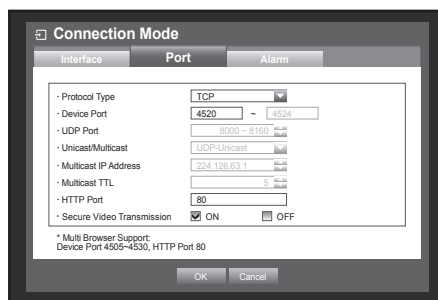 Connection Mode
Interface Port Alarm
· Protocol Type TCP
· Device Port 4520 ~ 4524
· UDP Port 8000 ~ 8160
· Unicast/Multicast UDP-Unicast
· Multicast IP Address 224.126.63.1
· Multicast TTL 5
· HTTP Port 80
· Secure Video Transmission ON OFF
* Multi Browser Support:
Device Port 4505~4530, HTTP Port 80
OK Cancel